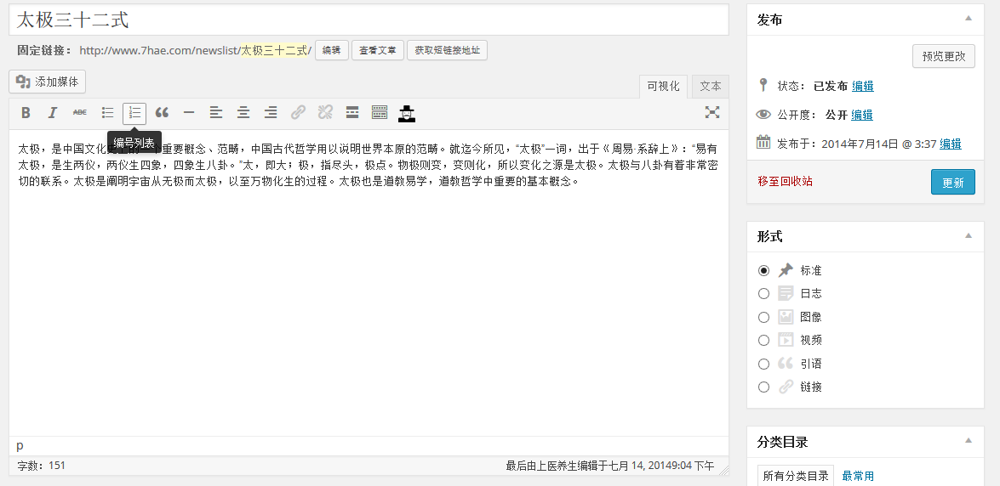 太极三十二式
固定链接： http://www.7hae.com/newslist/太极三十二式/ 编辑 查看文章 获取短链接地址
添加媒体
可视化 文本
B I ABC
编号列表
太极，是中国文化史上的一个重要概念、范畴，中国古代哲学用以说明世界本原的范畴。就迄今所见，“太极”一词，出于《周易·系辞上》：“易有
太极，是生两仪，两仪生四象，四象生八卦。”太，即大；极，指尽头，极点。物极则变，变则化，所以变化之源是太极。太极与八卦有着非常密
切的联系。太极是阐明宇宙从无极而太极，以至万物化生的过程。太极也是道教易学，道教哲学中重要的基本概念。
p
字数：151
最后由上医养生编辑于七月 14, 20149:04 下午
发布
预览更改
状态： 已发布 编辑
公开度： 公开 编辑
发布于：2014年7月14日 @ 3:37 编辑
移至回收站 更新
形式
标准
日志
图像
视频
引语
链接
分类目录
所有分类目录 最常用